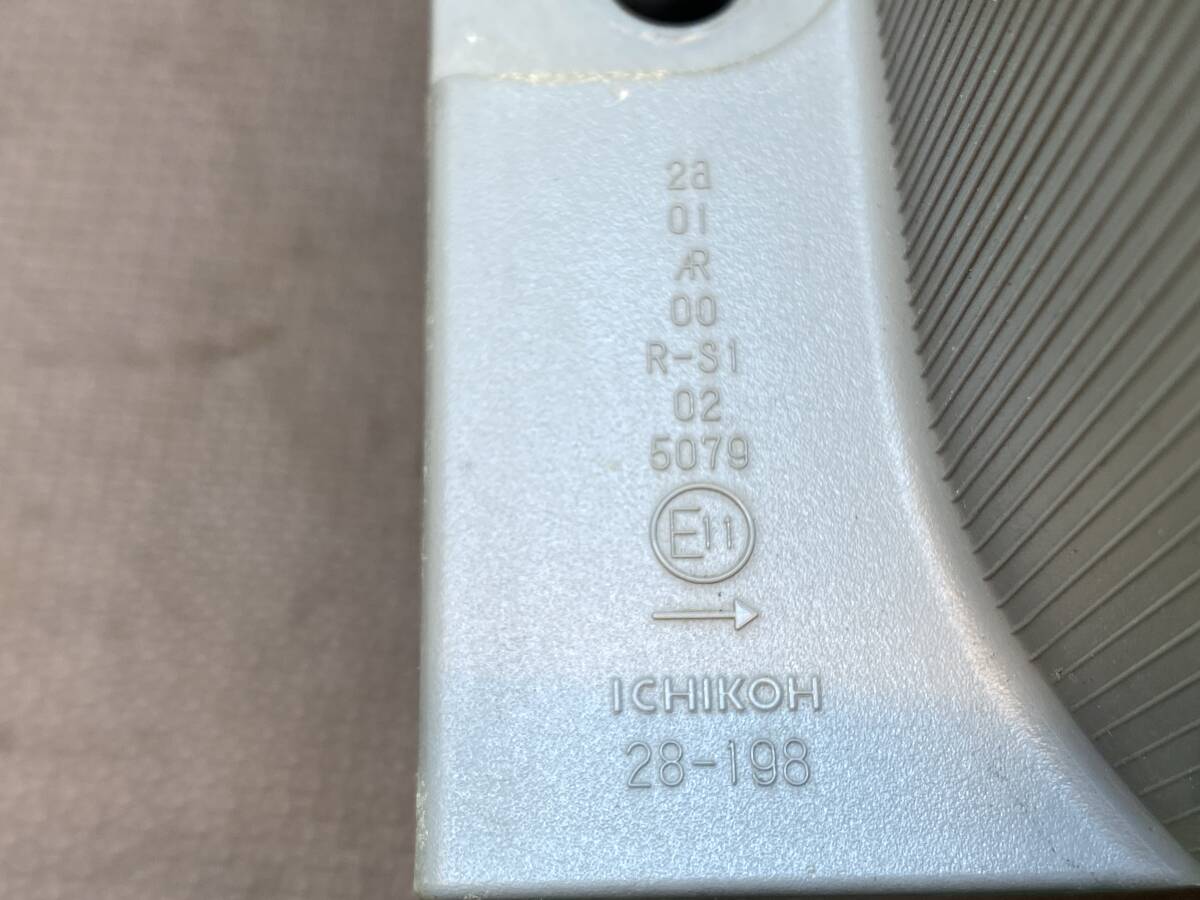 2a
01
AR
00
R-S1
02
5079
E11
→
ICHIKOH
28-198